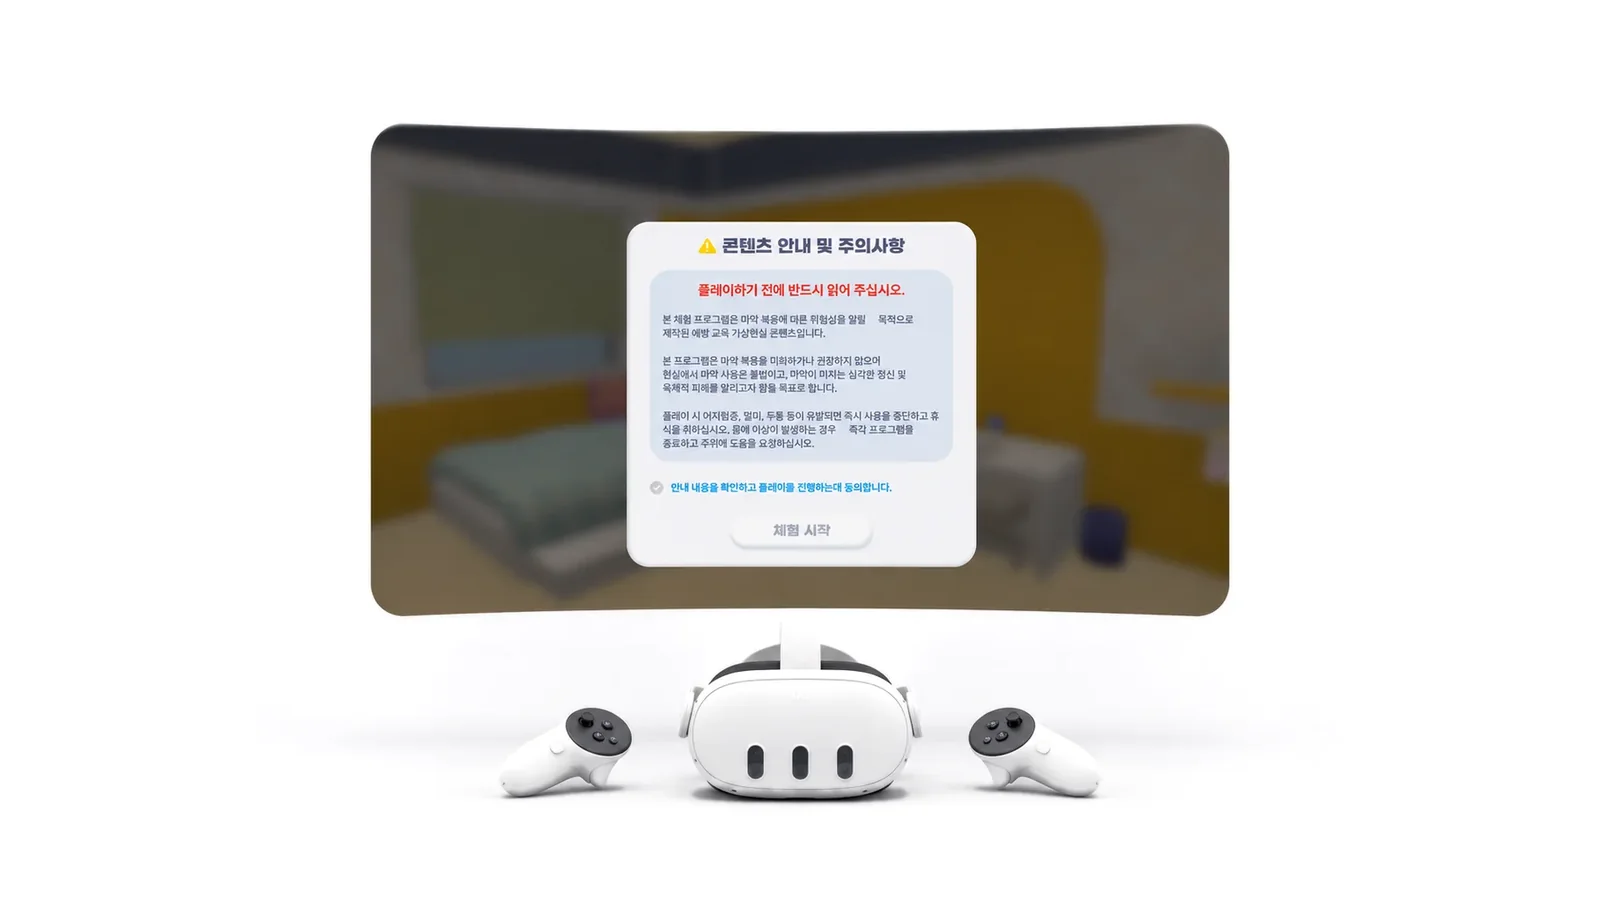 콘텐츠 안내 및 주의사항
플레이하기 전에 반드시 읽어 주십시오.
본 체험 프로그램은 마약 복용에 따른 위험성을 알릴 목적으로
제작된 예방 교육 가상현실 콘텐츠입니다.
본 프로그램은 마약 복용을 미화하거나 권장하지 않으며
현실에서 마약 사용은 불법이고, 마약이 미치는 심각한 정신 및
육체적 피해를 알리고자 함을 목표로 합니다.
플레이 시 어지럼증, 멀미, 두통 등이 유발되면 즉시 사용을 중단하고 휴
식을 취하십시오. 몸에 이상이 발생하는 경우 즉각 프로그램을
종료하고 주위에 도움을 요청하십시오.
안내 내용을 확인하고 플레이를 진행하는데 동의합니다.
체험 시작